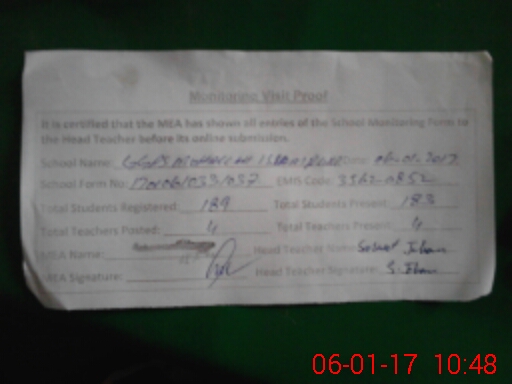 Monitoring Visit Proof
It is certified that the MEA has shown all entries of the School Monitoring Form to
the Head Teacher before its online submission.
School Name: GGPS Date: 06-01-2017
School Form No: EMIS Code: 33620852
Total Students Registered: 189 Total Students Present: 183
Total Teachers Posted: 4 Total Teachers Present: 4
MEA Name: Head Teacher Name:
MEA Signature: Head Teacher Signature:
06-01-17 10:48